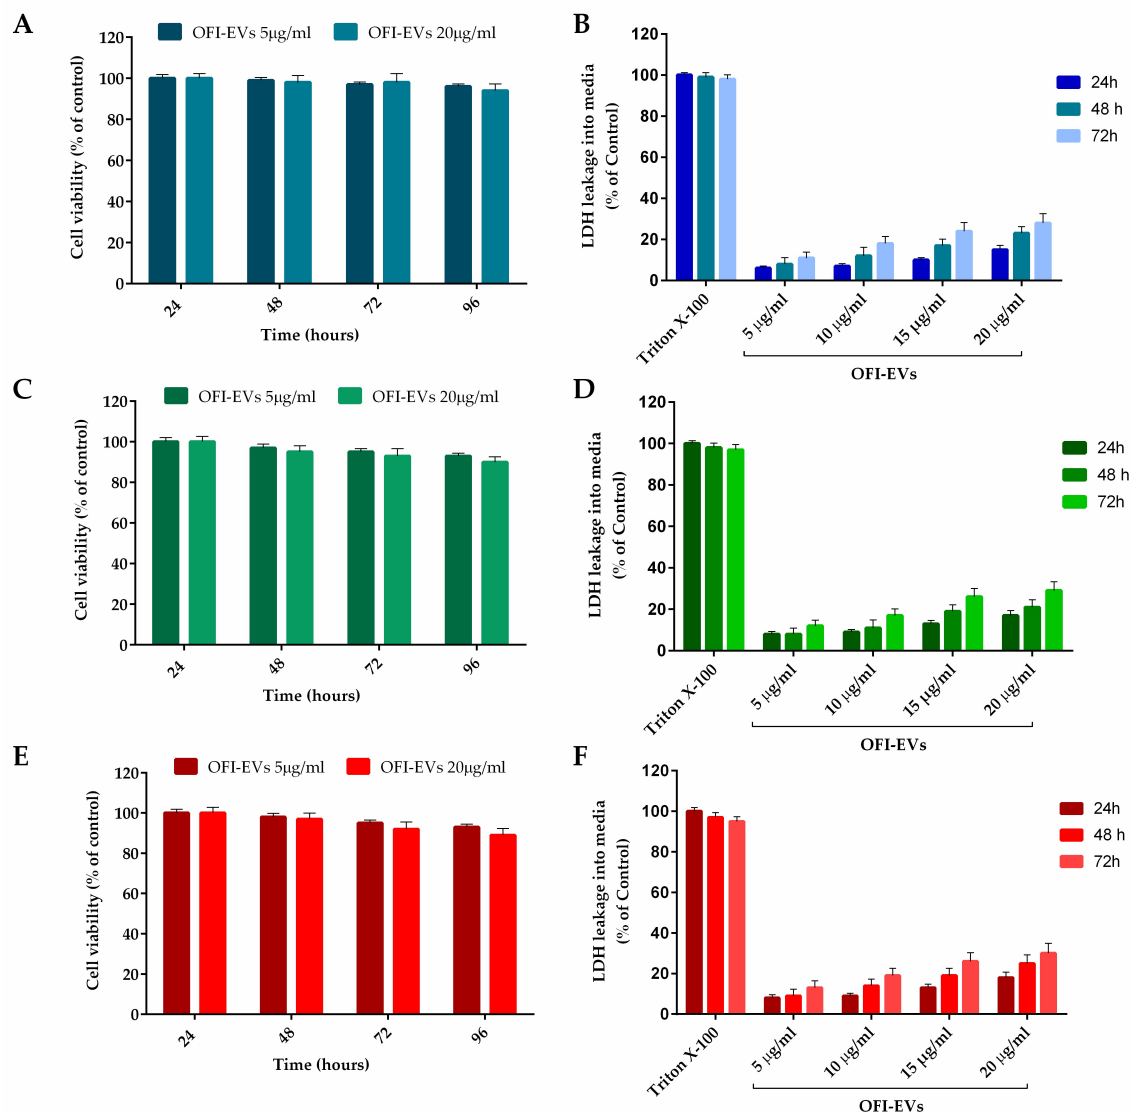 A
OFI-EVs 5μg/ml
OFI-EVs 20μg/ml
Cell viability (% of control)
120
100
80
60
40
20
0
24
48
72
96
Time (hours)
B
LDH leakage into media
(% of Control)
120
100
80
60
40
20
0
Triton X-100
5 μg/ml
10 μg/ml
15 μg/ml
20 μg/ml
OFI-EVs
24h
48 h
72h
C
OFI-EVs 5μg/ml
OFI-EVs 20μg/ml
Cell viability (% of control)
120
100
80
60
40
20
0
24
48
72
96
Time (hours)
D
LDH leakage into media
(% of Control)
120
100
80
60
40
20
0
Triton X-100
5 μg/ml
10 μg/ml
15 μg/ml
20 μg/ml
OFI-EVs
24h
48 h
72h
E
OFI-EVs 5μg/ml
OFI-EVs 20μg/ml
Cell viability (% of control)
120
100
80
60
40
20
0
24
48
72
96
Time (hours)
F
LDH leakage into media
(% of Control)
120
100
80
60
40
20
0
Triton X-100
5 μg/ml
10 μg/ml
15 μg/ml
20 μg/ml
OFI-EVs
24h
48 h
72h